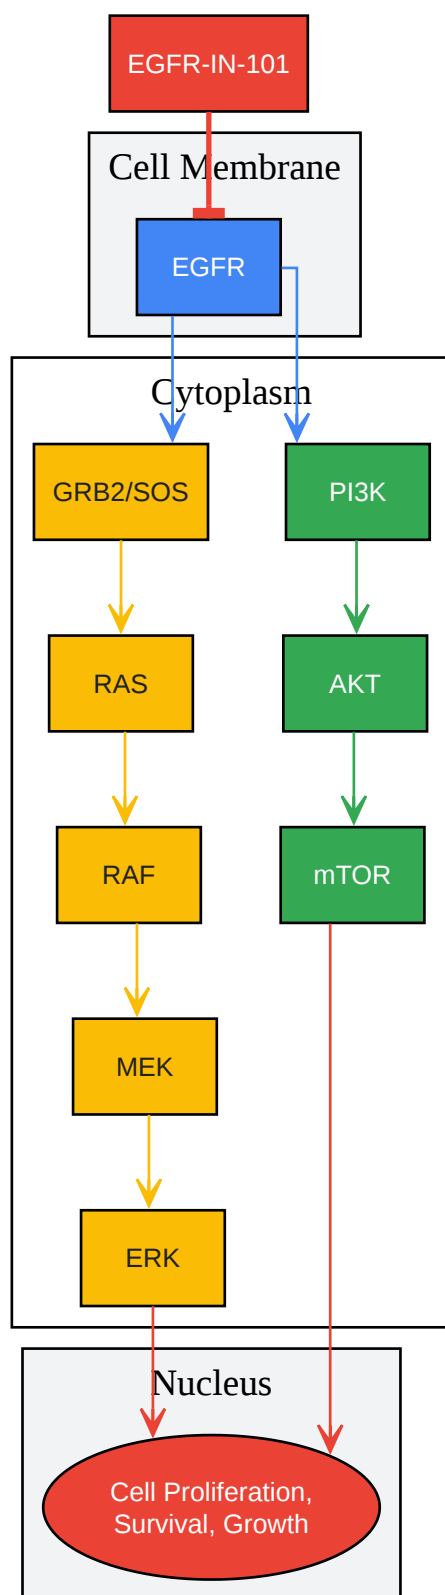 EGFR-IN-101
Cell Membrane
EGFR
Cytoplasm
GRB2/SOS
PI3K
RAS
AKT
RAF
mTOR
MEK
ERK
Nucleus
Cell Proliferation,
Survival, Growth